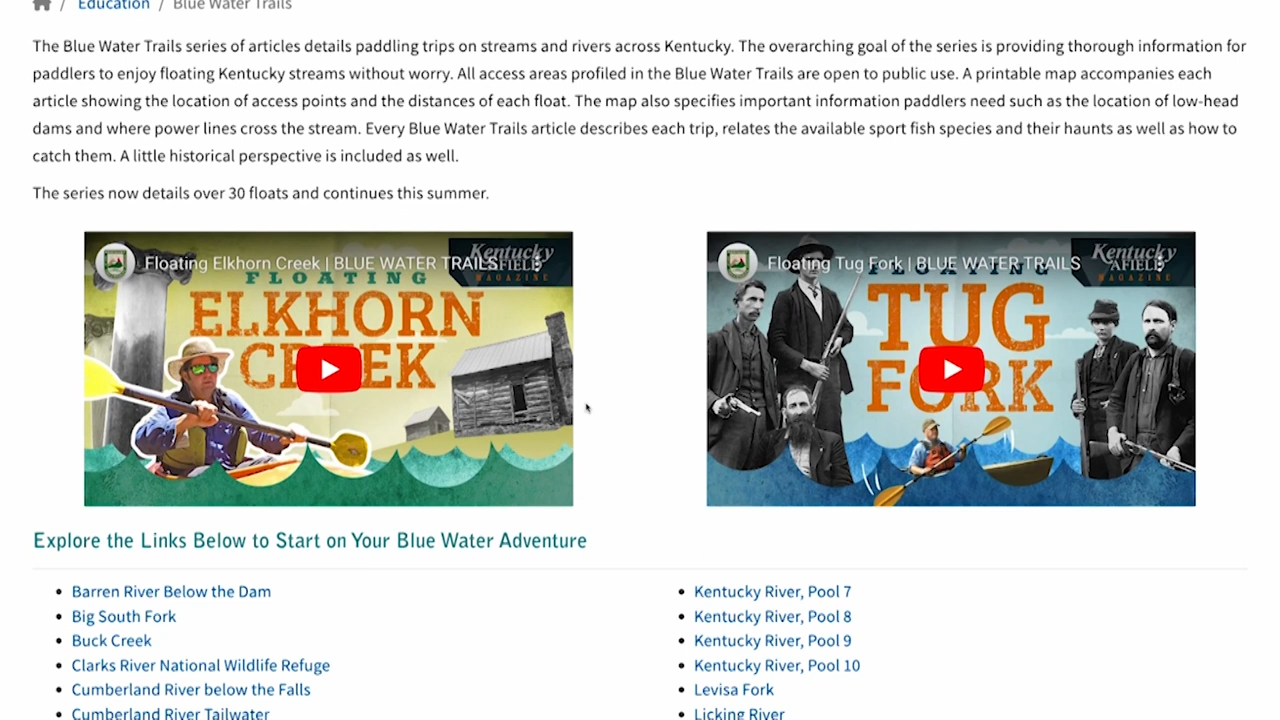 / Education / Blue Water Trails
The Blue Water Trails series of articles details paddling trips on streams and rivers across Kentucky. The overarching goal of the series is providing thorough information for
paddlers to enjoy floating Kentucky streams without worry. All access areas profiled in the Blue Water Trails are open to public use. A printable map accompanies each
article showing the location of access points and the distances of each float. The map also specifies important information paddlers need such as the location of low-head
dams and where power lines cross the stream. Every Blue Water Trails article describes each trip, relates the available sport fish species and their haunts as well as how to
catch them. A little historical perspective is included as well.
The series now details over 30 floats and continues this summer.
Kentucky
AFIELD
MAGAZINE
Floating Elkhorn Creek | BLUE WATER TRAILS
FLOATING
ELKHORN
CREEK
Kentucky
AFIELD
MAGAZINE
Floating Tug Fork | BLUE WATER TRAILS
FLOATING
TUG
FORK
Explore the Links Below to Start on Your Blue Water Adventure
• Barren River Below the Dam
• Big South Fork
• Buck Creek
• Clarks River National Wildlife Refuge
• Cumberland River below the Falls
• Cumberland River Tailwater
• Kentucky River, Pool 7
• Kentucky River, Pool 8
• Kentucky River, Pool 9
• Kentucky River, Pool 10
• Levisa Fork
• Licking River